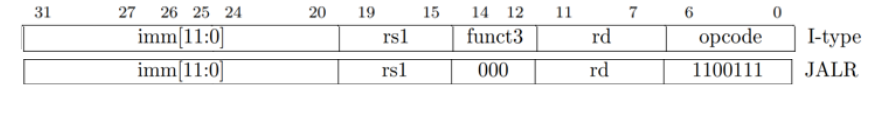 31 27 26 25 24 20 19 15 14 12 11 7 6 0
imm[11:0] rs1 funct3 rd opcode I-type
imm[11:0] rs1 000 rd 1100111 JALR